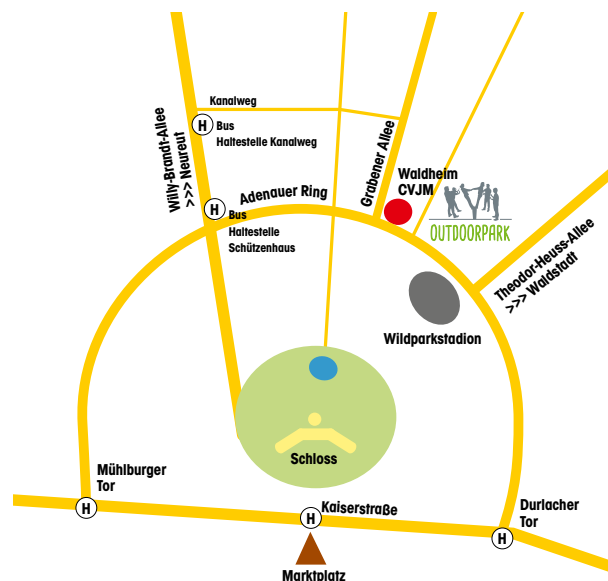 Kanalweg
H Bus
Haltestelle Kanalweg
Willy-Brandt-Allee
>>> Neureut
Grabener Allee
Waldheim
CVJM
OUTDOORPARK
Adenauer Ring
H Bus
Haltestelle
Schützenhaus
Theodor-Heuss-Allee
>>> Waldstadt
Wildparkstadion
Schloss
Mühlburger
Tor
H
Kaiserstraße
H
Durlacher
Tor
H
Marktplatz